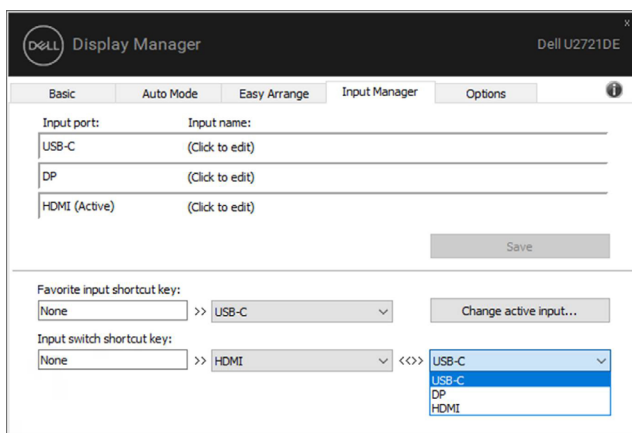 x
DELL Display Manager Dell U2721DE
Basic Auto Mode Easy Arrange Input Manager Options i
Input port: Input name:
USB-C (Click to edit)
DP (Click to edit)
HDMI (Active) (Click to edit)
Save
Favorite input shortcut key:
None >> USB-C Change active input...
Input switch shortcut key:
None >> HDMI <<>> USB-C
USB-C
DP
HDMI